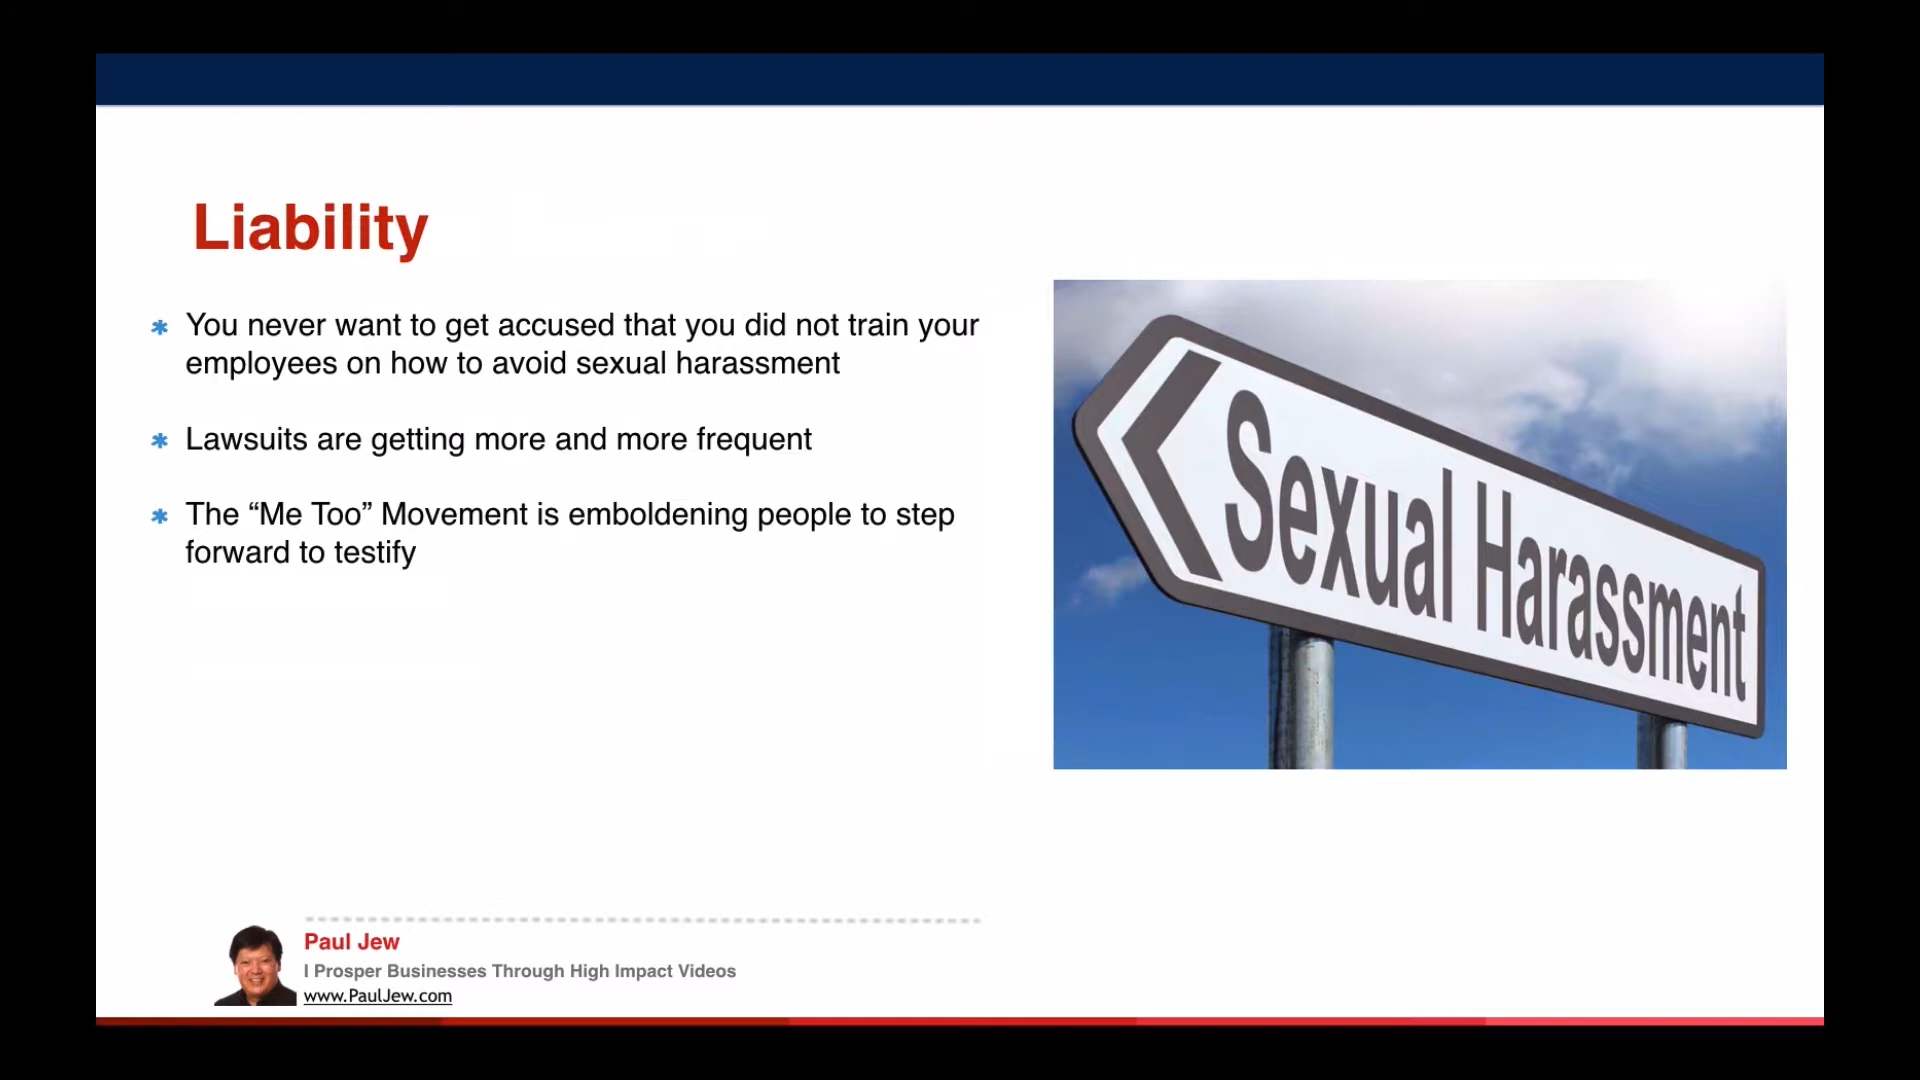 Liability
You never want to get accused that you did not train your
employees on how to avoid sexual harassment
Lawsuits are getting more and more frequent
The “Me Too” Movement is emboldening people to step
forward to testify
Sexual Harassment
Paul Jew
I Prosper Businesses Through High Impact Videos
www.PaulJew.com